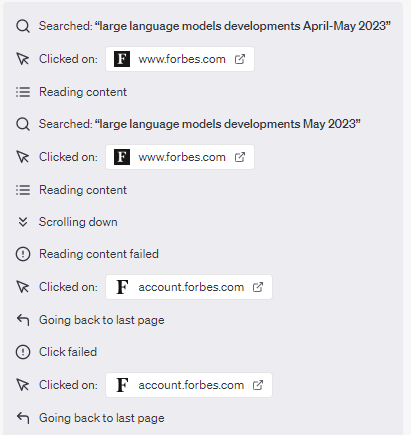 Searched: “large language models developments April-May 2023”
Clicked on: F www.forbes.com
Reading content
Searched: “large language models developments May 2023”
Clicked on: F www.forbes.com
Reading content
Scrolling down
Reading content failed
Clicked on: F account.forbes.com
Going back to last page
Click failed
Clicked on: F account.forbes.com
Going back to last page